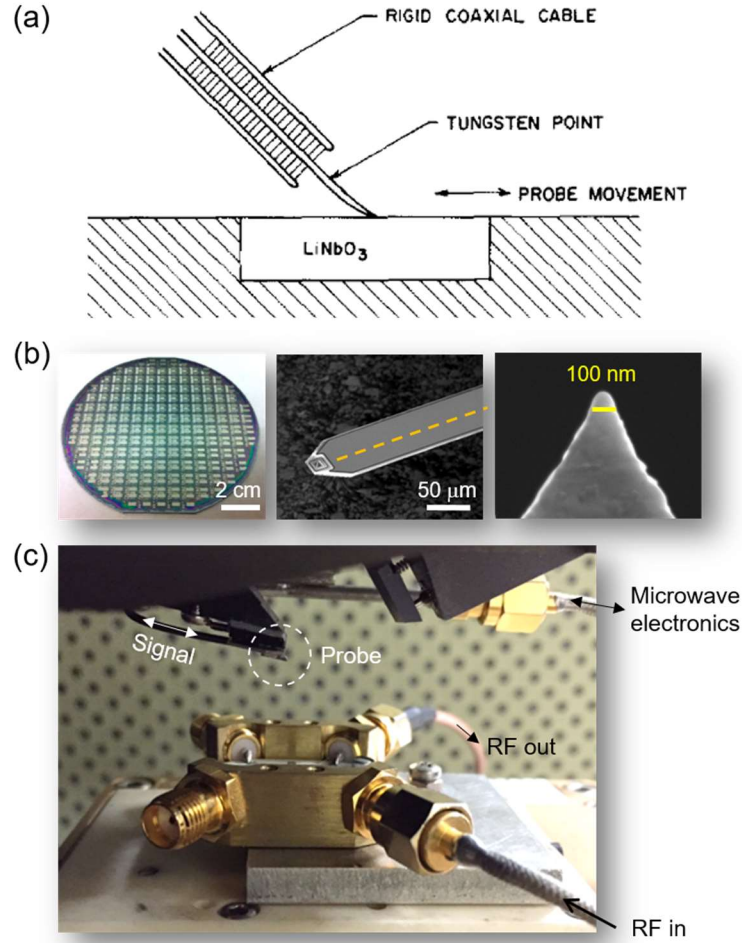 (a)
RIGID COAXIAL CABLE
TUNGSTEN POINT
PROBE MOVEMENT
LiNbO3
(b)
2 cm
50 μm
100 nm
(c)
Microwave
electronics
Signal
Probe
RF out
RF in